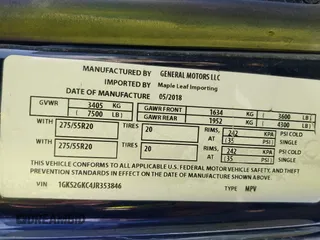 MANUFACTURED BY GENERAL MOTORS LLC
IMPORTED BY Maple Leaf Importing
DATE OF MANUFACTURE 05/2018
GVWR 3405 KG GAWR FRONT 1634 KG ( 3600
( 7500 LB ) GAWR REAR 1952 KG ( 4300 LB )
WITH 275/55R20 TIRES 20 RIMS, 242 KPA PSI COLD
AT ( 35 PSI ) SINGLE
WITH 275/55R20 TIRES 20 RIMS, 242 KPA PSI COLD
AT ( 35 PSI ) SINGLE
THIS VEHICLE CONFORMS TO ALL APPLICABLE U.S. FEDERAL MOTOR VEHICLE SAFETY, AND THEFT
PREVENTION STANDARDS IN EFFECT ON THE DATE OF MANUFACTURE SHOWN ABOVE.
VIN 1GKS2GKC4JR353846 TYPE MPV